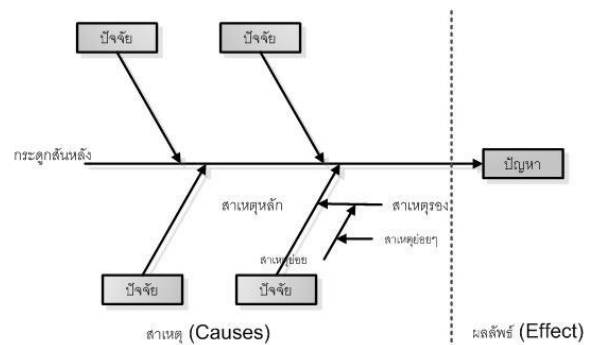 ปัจจัย
ปัจจัย
กระดูกสันหลัง
ปัญหา
สาเหตุหลัก
สาเหตุรอง
สาเหตุย่อยๆ
สาเหตุย่อย
ปัจจัย
ปัจจัย
สาเหตุ (Causes)
ผลลัพธ์ (Effect)